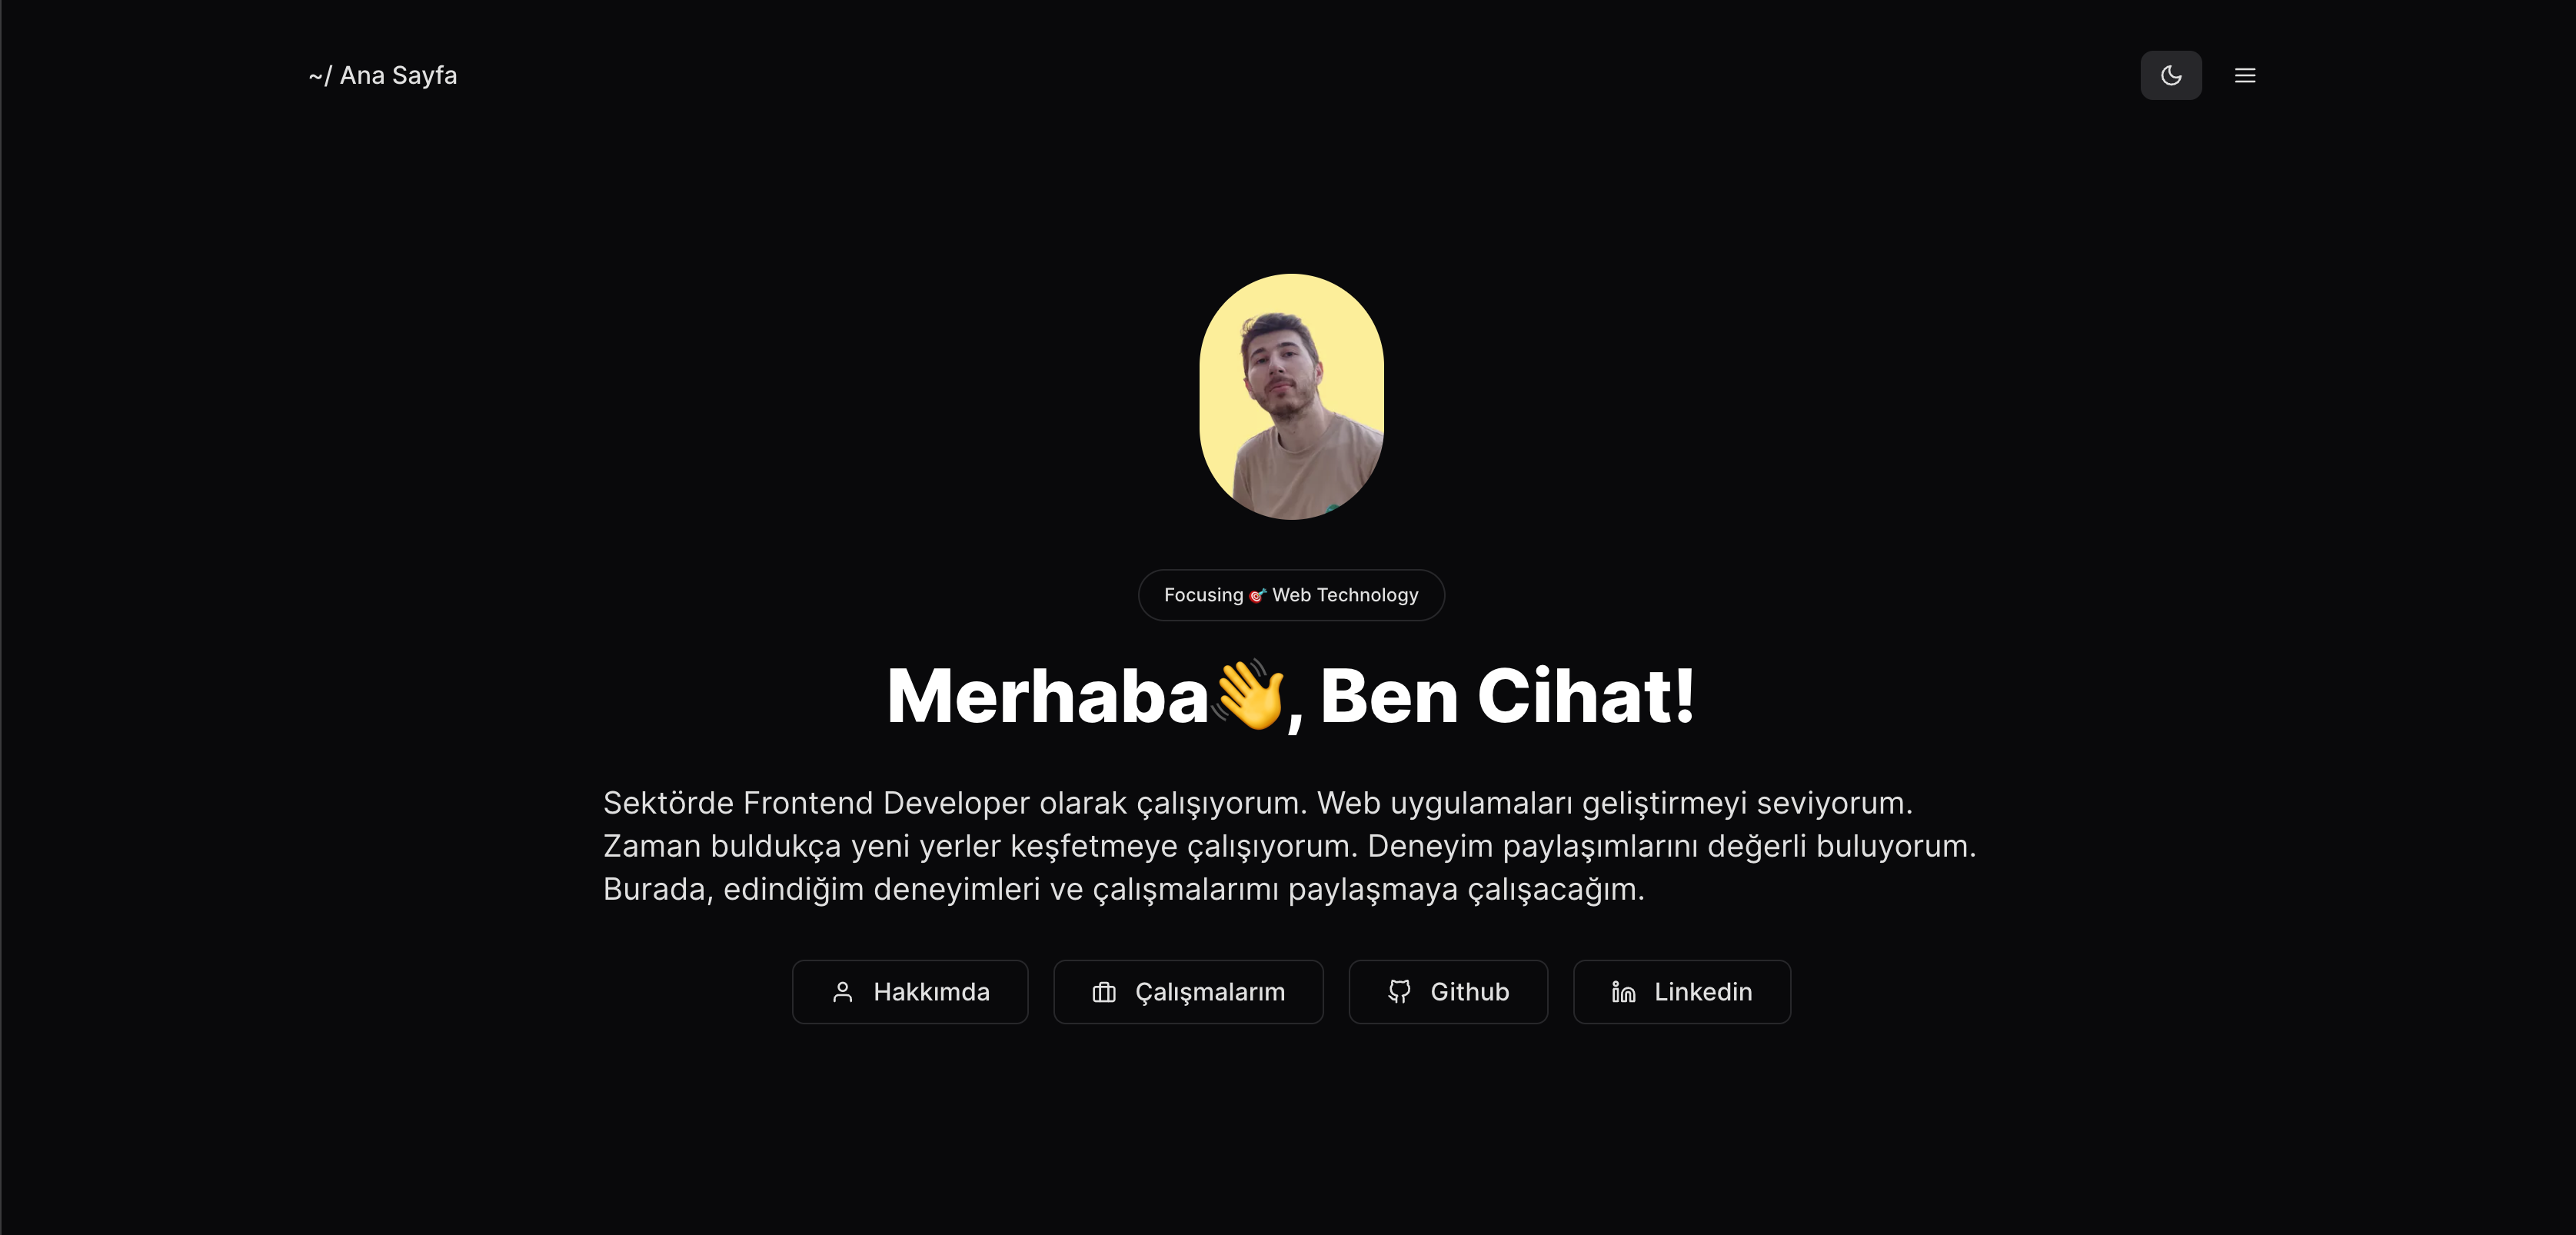 ~/ Ana Sayfa
Focusing 🎯 Web Technology
Merhaba👋, Ben Cihat!
Sektörde Frontend Developer olarak çalışıyorum. Web uygulamaları geliştirmeyi seviyorum.
Zaman buldukça yeni yerler keşfetmeye çalışıyorum. Deneyim paylaşımlarını değerli buluyorum.
Burada, edindiğim deneyimleri ve çalışmalarımı paylaşmaya çalışacağım.
Hakkımda
Çalışmalarım
Github
Linkedin